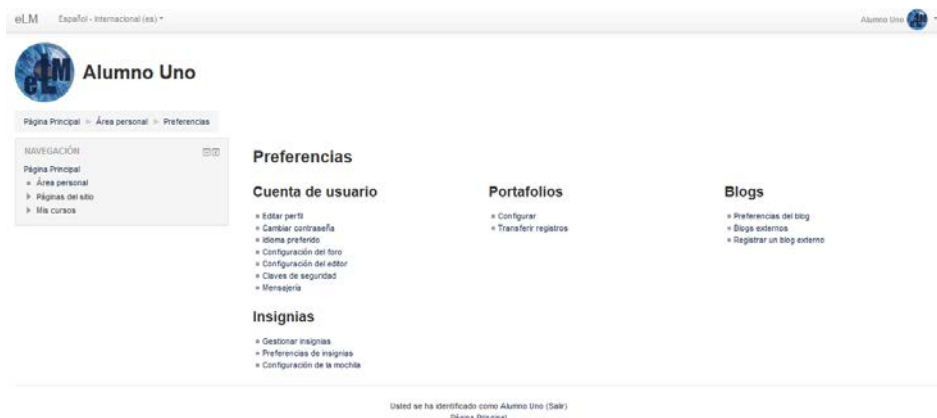 eLM Español - Internacional (es)
Alumno Uno
eLM
Alumno Uno
Página Principal Área personal Preferencias
NAVEGACIÓN
Página Principal
Área personal
Páginas del sitio
Mis cursos
Preferencias
Cuenta de usuario
Editar perfil
Cambiar contraseña
Idioma preferido
Configuración del foro
Configuración del editor
Claves de seguridad
Mensajería
Portafolios
Configurar
Transferir registros
Blogs
Preferencias del blog
Blogs externos
Registrar un blog externo
Insignias
Gestionar insignias
Preferencias de insignias
Configuración de la mochila
Usted se ha identificado como Alumno Uno (Salir)
Página Principal